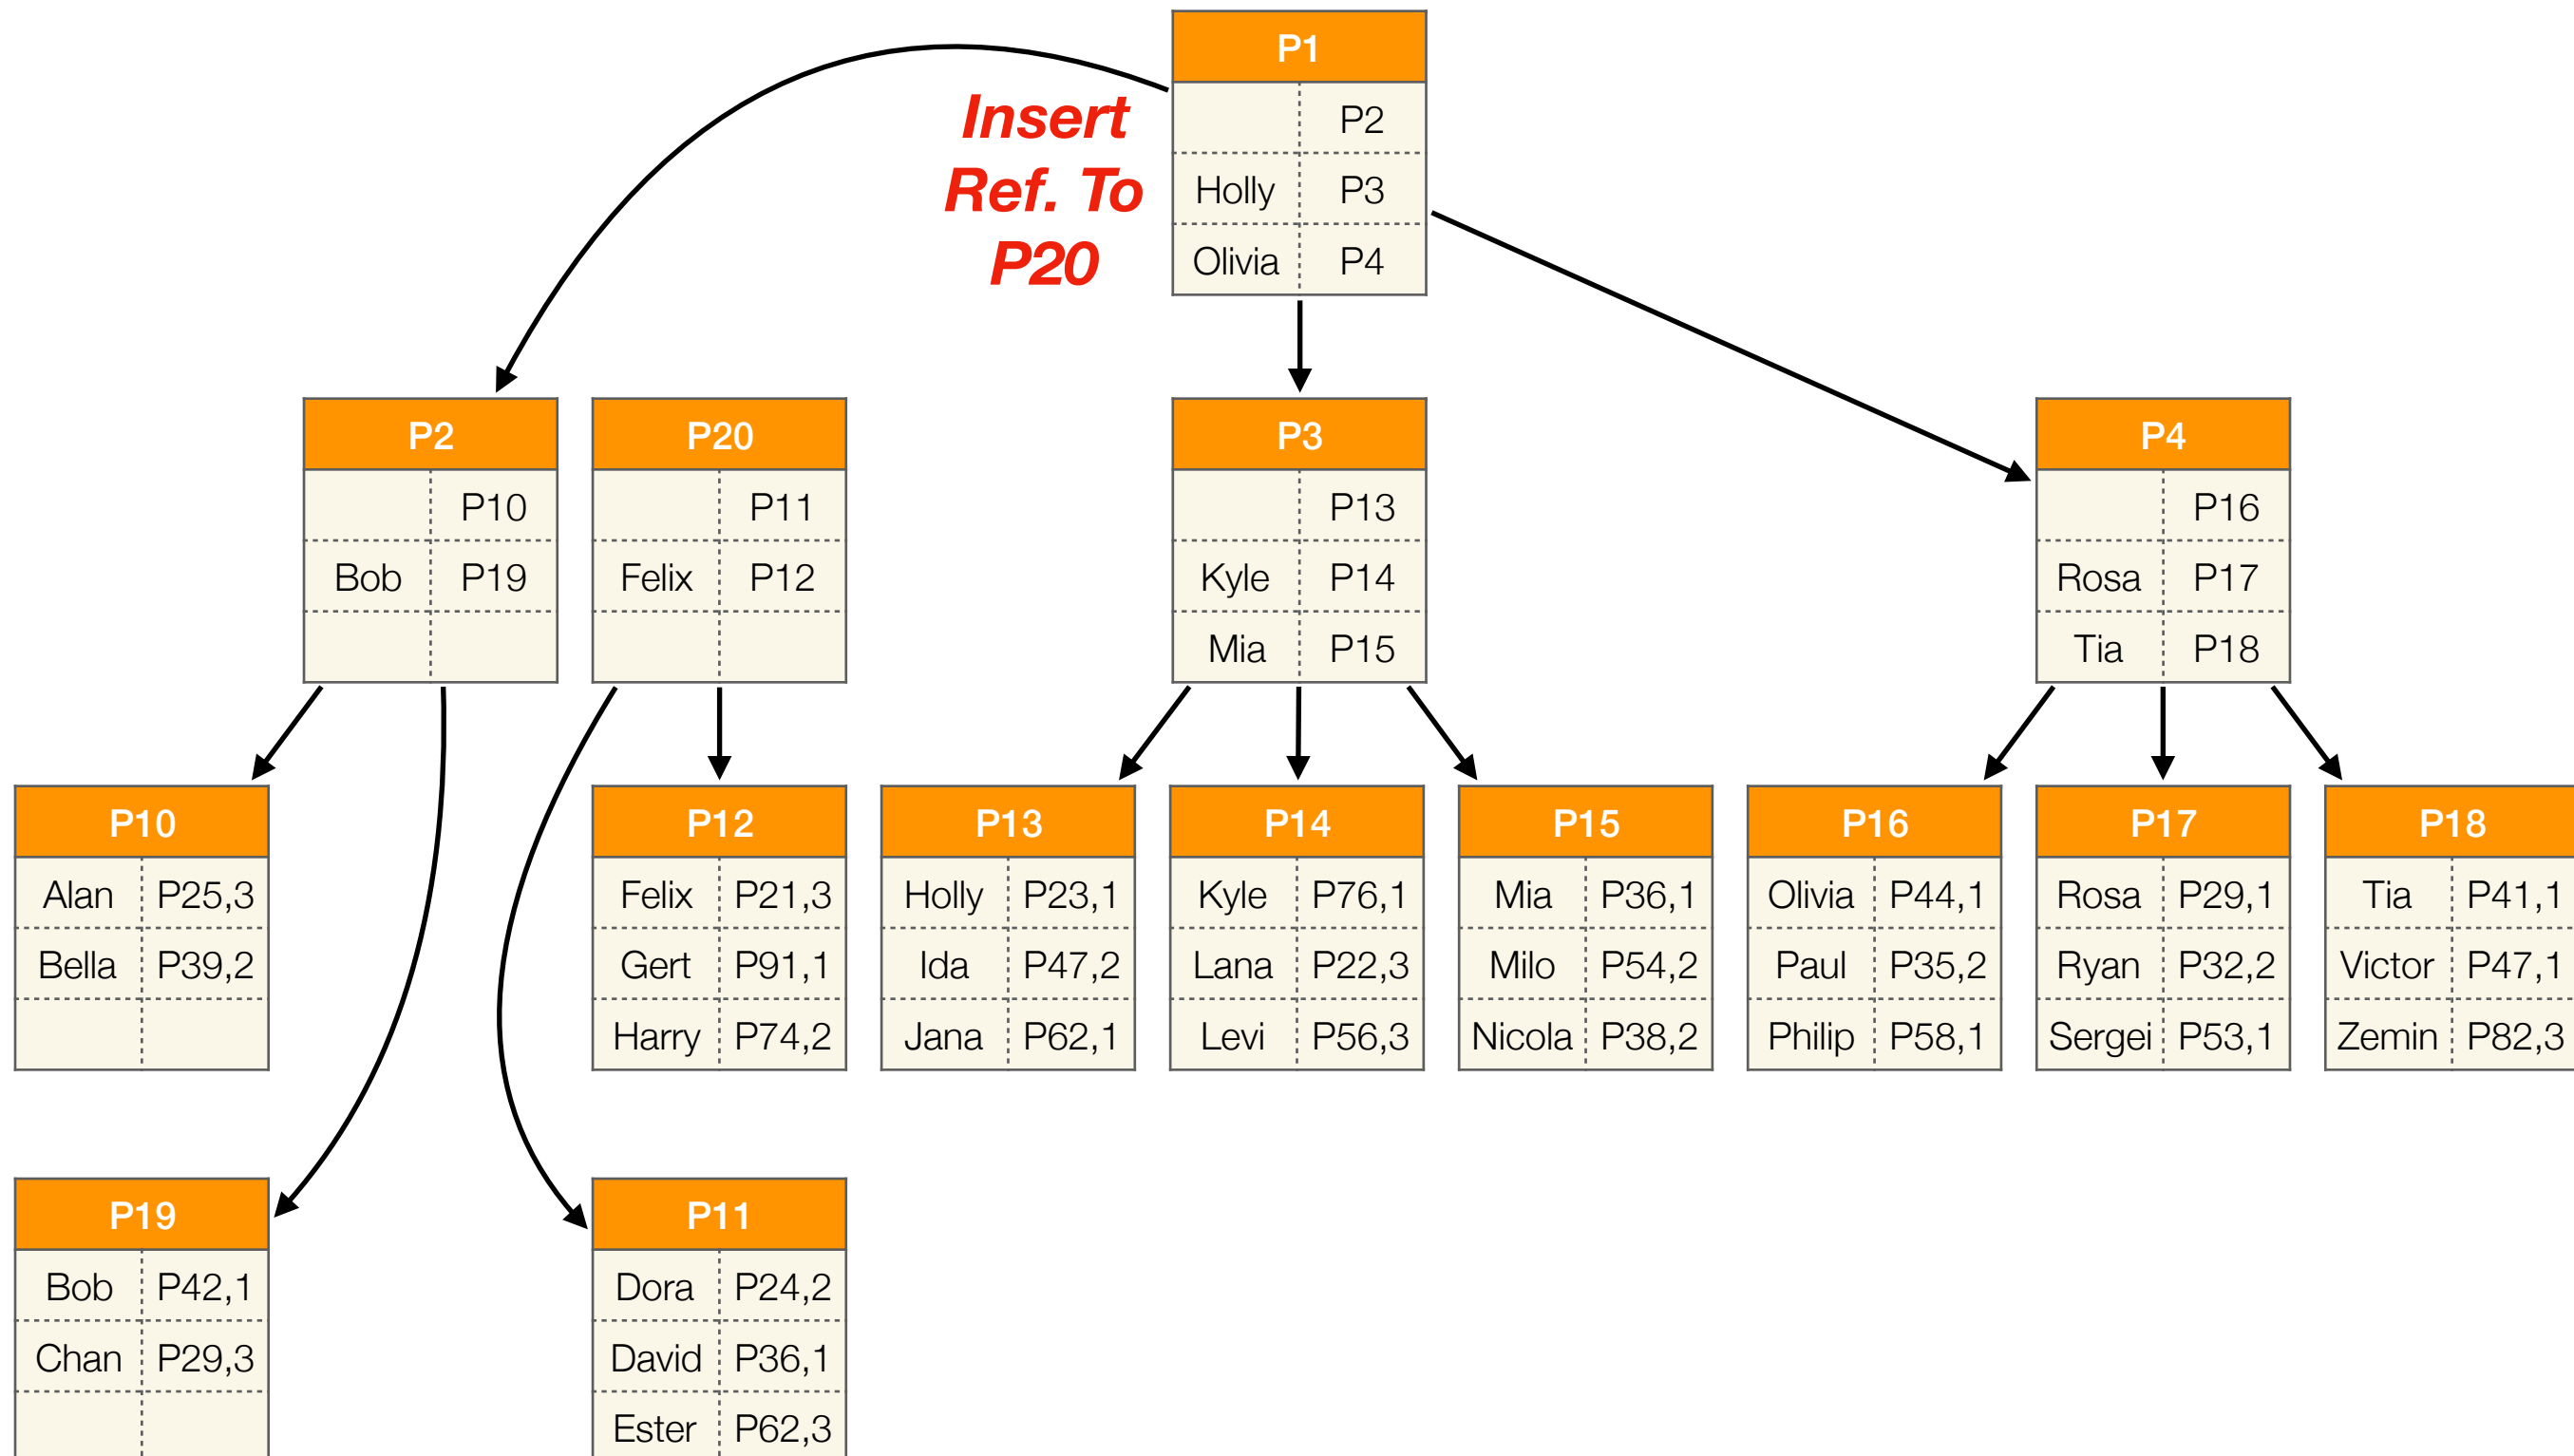 P1
P2
Holly P3
Olivia P4
Insert
Ref. To
P20
P2
P10
Bob P19
P20
P11
Felix P12
P3
P13
Kyle P14
Mia P15
P4
P16
Rosa P17
Tia P18
P10
Alan P25,3
Bella P39,2
P12
Felix P21,3
Gert P91,1
Harry P74,2
P13
Holly P23,1
Ida P47,2
Jana P62,1
P14
Kyle P76,1
Lana P22,3
Levi P56,3
P15
Mia P36,1
Milo P54,2
Nicola P38,2
P16
Olivia P44,1
Paul P35,2
Philip P58,1
P17
Rosa P29,1
Ryan P32,2
Sergei P53,1
P18
Tia P41,1
Victor P47,1
Zemin P82,3
P19
Bob P42,1
Chan P29,3
P11
Dora P24,2
David P36,1
Ester P62,3